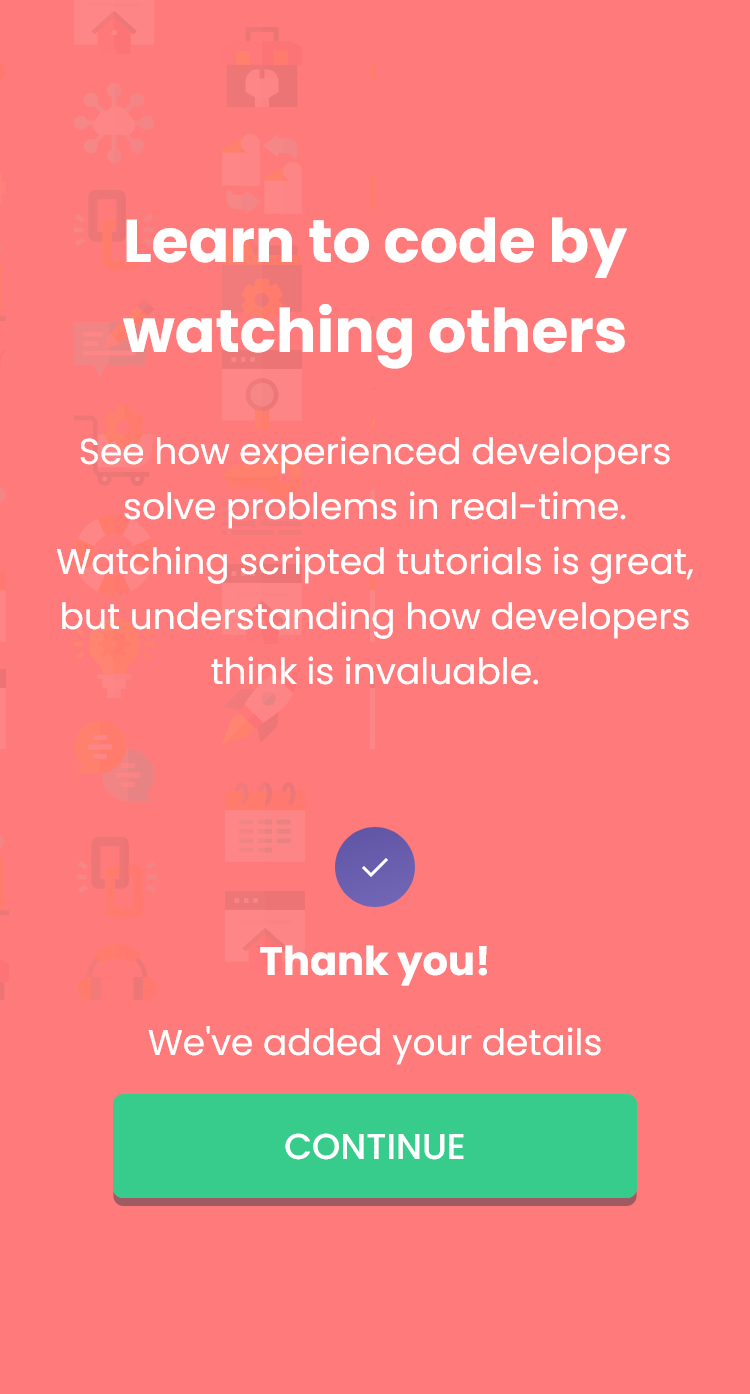 Learn to code by
watching others
See how experienced developers
solve problems in real-time.
Watching scripted tutorials is great,
but understanding how developers
think is invaluable.
Thank you!
We've added your details
CONTINUE